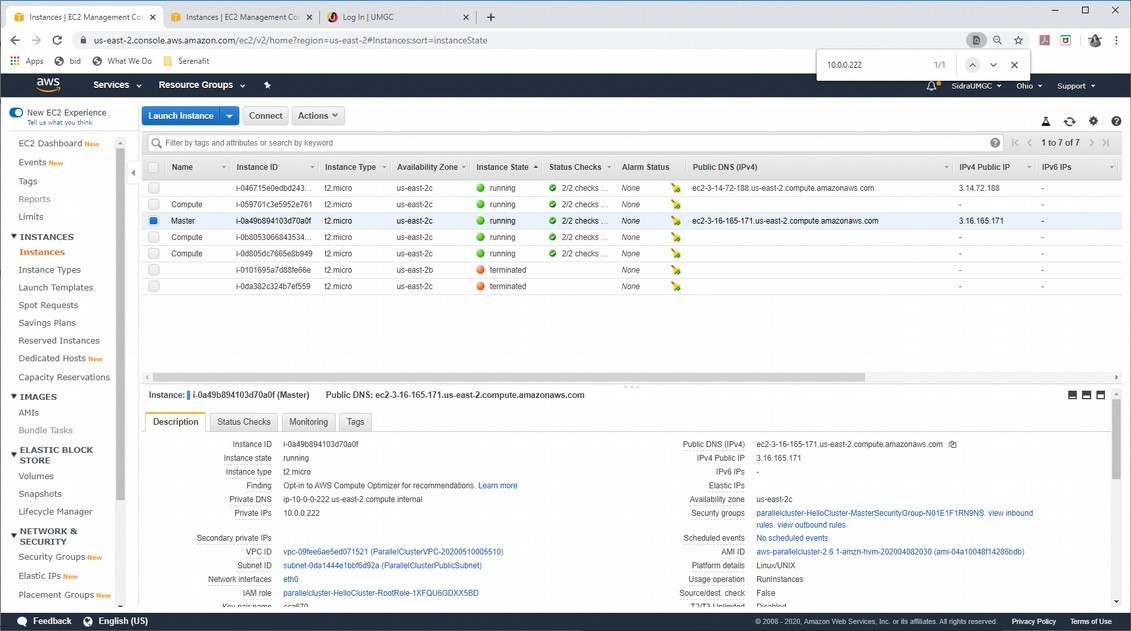 Instances | EC2 Management Co
Instances | EC2 Management Co
Log In | UMGC
us-east-2.console.aws.amazon.com/ec2/v2/home?region=us-east-2#Instances:sort=instanceState
Apps bid What We Do Serenafit
10.0.0.222 1/1
aws Services Resource Groups SidraUMGC Ohio Support
New EC2 Experience
Tell us what you think
EC2 Dashboard New
Events New
Tags
Reports
Limits
INSTANCES
Instances
Instance Types
Launch Templates
Spot Requests
Savings Plans
Reserved Instances
Dedicated Hosts New
Capacity Reservations
IMAGES
AMIs
Bundle Tasks
ELASTIC BLOCK
STORE
Volumes
Snapshots
Lifecycle Manager
NETWORK &
SECURITY
Security Groups New
Elastic IPs New
Placement Groups New
Launch Instance Connect Actions
Filter by tags and attributes or search by keyword 1 to 7 of 7
Name Instance ID Instance Type Availability Zone Instance State Status Checks Alarm Status Public DNS (IPv4) IPv4 Public IP IPv6 IPs
i-046715e0edbd243... t2.micro us-east-2c running 2/2 checks ... None ec2-3-14-72-188.us-east-2.compute.amazonaws.com 3.14.72.188 -
Compute i-059701c3e5952e761 t2.micro us-east-2c running 2/2 checks ... None - -
Master i-0a49b894103d70a0f t2.micro us-east-2c running 2/2 checks ... None ec2-3-16-165-171.us-east-2.compute.amazonaws.com 3.16.165.171 -
Compute i-0b8053066843534... t2.micro us-east-2c running 2/2 checks ... None - -
Compute i-0d805dc7665e8b949 t2.micro us-east-2c running 2/2 checks ... None - -
i-0101695a7d88fe66e t2.micro us-east-2b terminated None - -
i-0da382c324b7ef559 t2.micro us-east-2c terminated None - -
Instance: i-0a49b894103d70a0f (Master) Public DNS: ec2-3-16-165-171.us-east-2.compute.amazonaws.com
Description Status Checks Monitoring Tags
Instance ID i-0a49b894103d70a0f
Instance state running
Instance type t2.micro
Finding Opt-in to AWS Compute Optimizer for recommendations. Learn more
Private DNS ip-10-0-0-222.us-east-2.compute.internal
Private IPs 10.0.0.222
Secondary private IPs
VPC ID vpc-09fee6ae5ed071521 (ParallelClusterVPC-20200510005510)
Subnet ID subnet-0da1444e1bbf6d92a (ParallelClusterPublicSubnet)
Network interfaces eth0
IAM role parallelcluster-HelloCluster-RootRole-1XFQU6GDXX5BD
Key pair name cca670
Public DNS (IPv4) ec2-3-16-165-171.us-east-2.compute.amazonaws.com
IPv4 Public IP 3.16.165.171
IPv6 IPs -
Elastic IPs
Availability zone us-east-2c
Security groups parallelcluster-HelloCluster-MasterSecurityGroup-N01E1F1RN9NS. view inbound
rules. view outbound rules
Scheduled events No scheduled events
AMI ID aws-parallelcluster-2.6.1-amzn-hvm-202004082030 (ami-04a10048f14286bdb)
Platform details Linux/UNIX
Usage operation RunInstances
Source/dest. check False
T2/T3 Unlimited Disabled
Feedback English (US)
© 2008 - 2020, Amazon Web Services, Inc. or its affiliates. All rights reserved. Privacy Policy Terms of Use